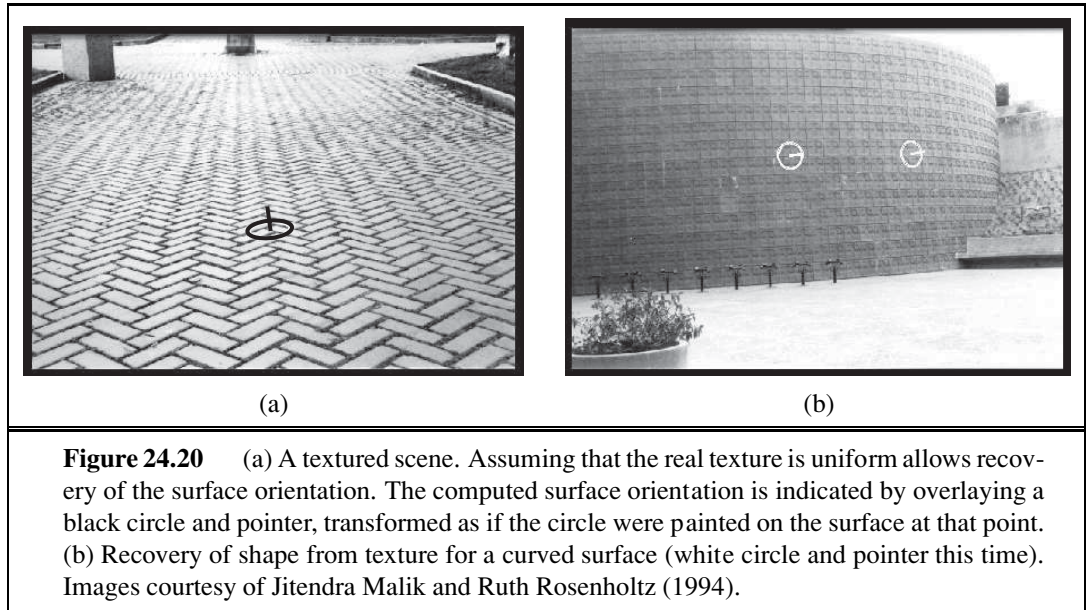 (a)
(b)
Figure 24.20 (a) A textured scene. Assuming that the real texture is uniform allows recov-
ery of the surface orientation. The computed surface orientation is indicated by overlaying a
black circle and pointer, transformed as if the circle were painted on the surface at that point.
(b) Recovery of shape from texture for a curved surface (white circle and pointer this time).
Images courtesy of Jitendra Malik and Ruth Rosenholtz (1994).